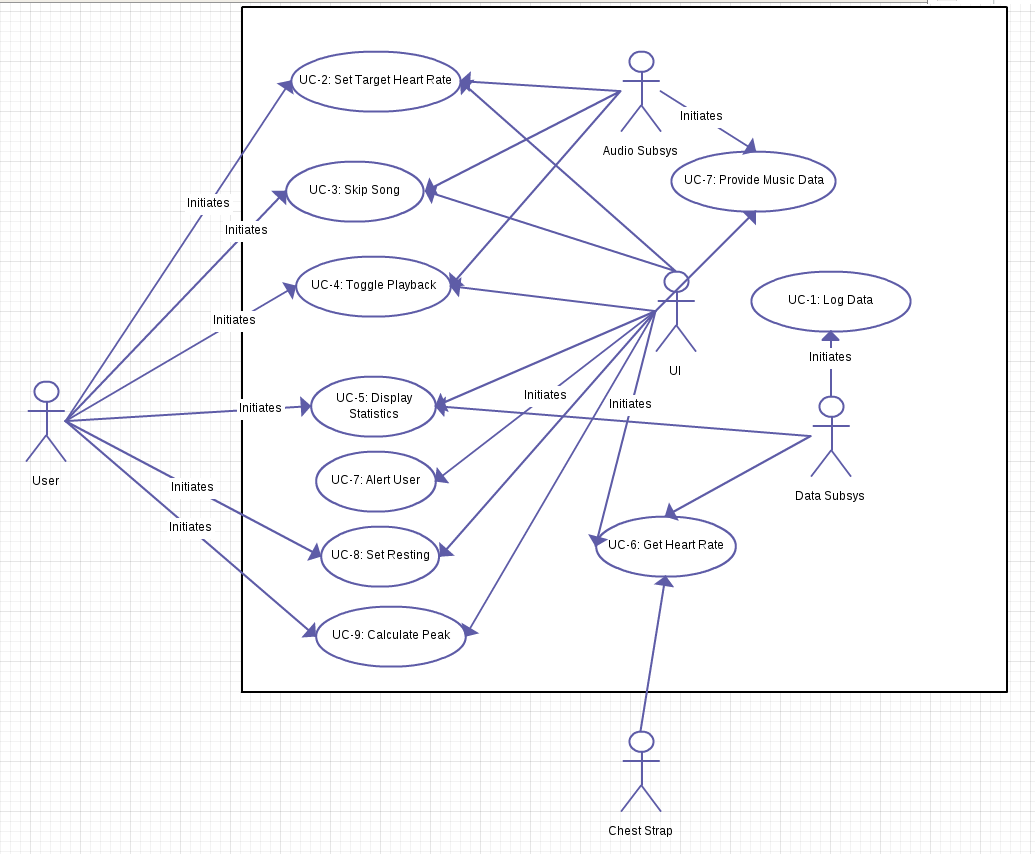 UC-2: Set Target Heart Rate
Audio Subsys
Initiates
UC-7: Provide Music Data
UC-3: Skip Song
Initiates
Initiates
UC-4: Toggle Playback
UC-1: Log Data
Initiates
Initiates
UI
UC-5: Display
Statistics
Initiates
Initiates
Initiates
User
UC-7: Alert User
Initiates
Data Subsys
Initiates
UC-8: Set Resting
UC-6: Get Heart Rate
UC-9: Calculate Peak
Chest Strap